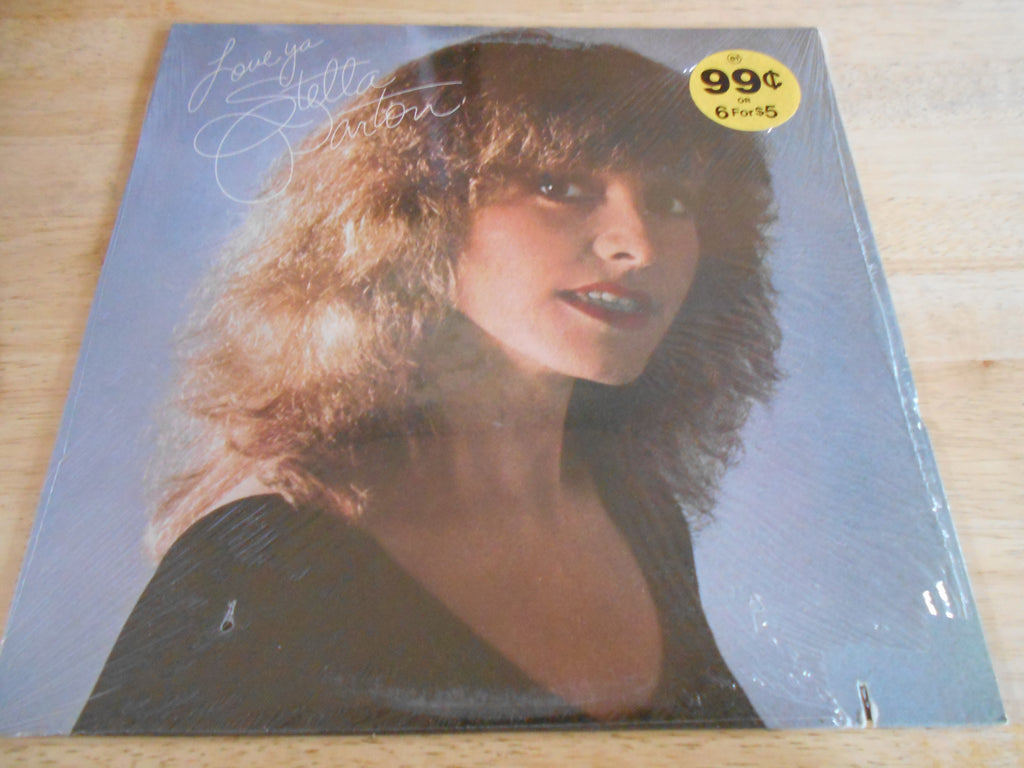 Love ya
Stella
Parton
99¢
OR
6 For $5